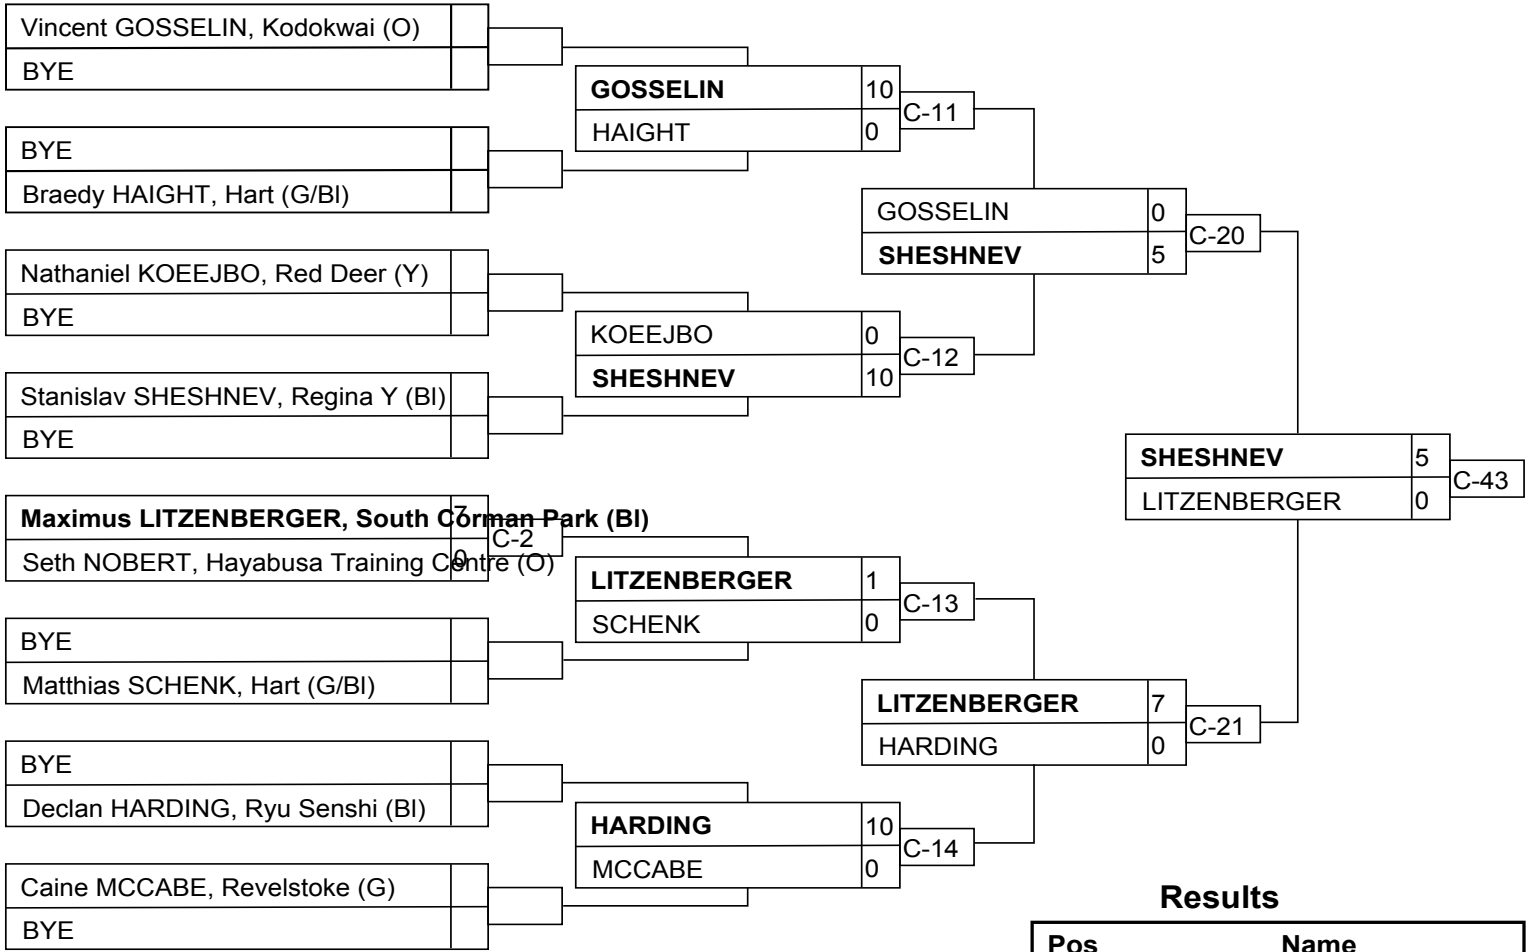 Vincent GOSSELIN, Kodokwai (O)
BYE
BYE
Braedy HAIGHT, Hart (G/Bl)
Nathaniel KOEEJBO, Red Deer (Y)
BYE
Stanislav SHESHNEV, Regina Y (Bl)
BYE
Maximus LITZENBERGER, South Corman Park (Bl) 7
Seth NOBERT, Hayabusa Training Centre (O) 0
C-2
BYE
Matthias SCHENK, Hart (G/Bl)
BYE
Declan HARDING, Ryu Senshi (Bl)
Caine MCCABE, Revelstoke (G)
BYE
GOSSELIN 10
HAIGHT 0
C-11
KOEEJBO 0
SHESHNEV 10
C-12
LITZENBERGER 1
SCHENK 0
C-13
HARDING 10
MCCABE 0
C-14
GOSSELIN 0
SHESHNEV 5
C-20
LITZENBERGER 7
HARDING 0
C-21
SHESHNEV 5
LITZENBERGER 0
C-43
Results
Pos Name